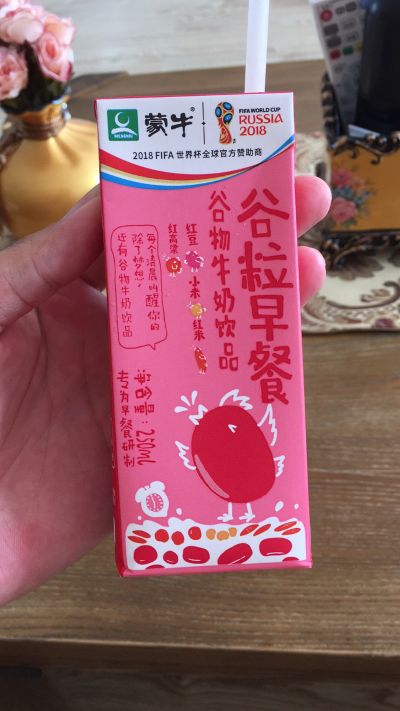 MENGNIU
蒙牛®
FIFA WORLD CUP
RUSSIA
2018
2018 FIFA 世界杯全球官方赞助商
谷粒早餐
谷物牛奶饮品
红豆
红高粱
小米
红米
每个清晨叫醒你的
除了梦想,
还有谷物牛奶饮品
净含量:250mL
专为早餐研制